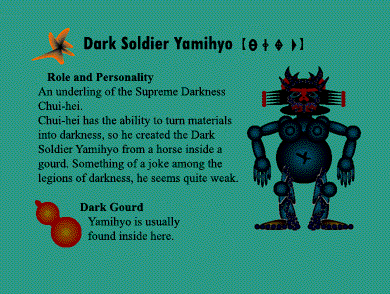 Dark Soldier Yamihyo
Role and Personality
An underling of the Supreme Darkness
Chui-hei.
Chui-hei has the ability to turn materials
into darkness, so he created the Dark
Soldier Yamihyo from a horse inside a
gourd. Something of a joke among the
legions of darkness, he seems quite weak.
Dark Gourd
Yamihyo is usually
found inside here.